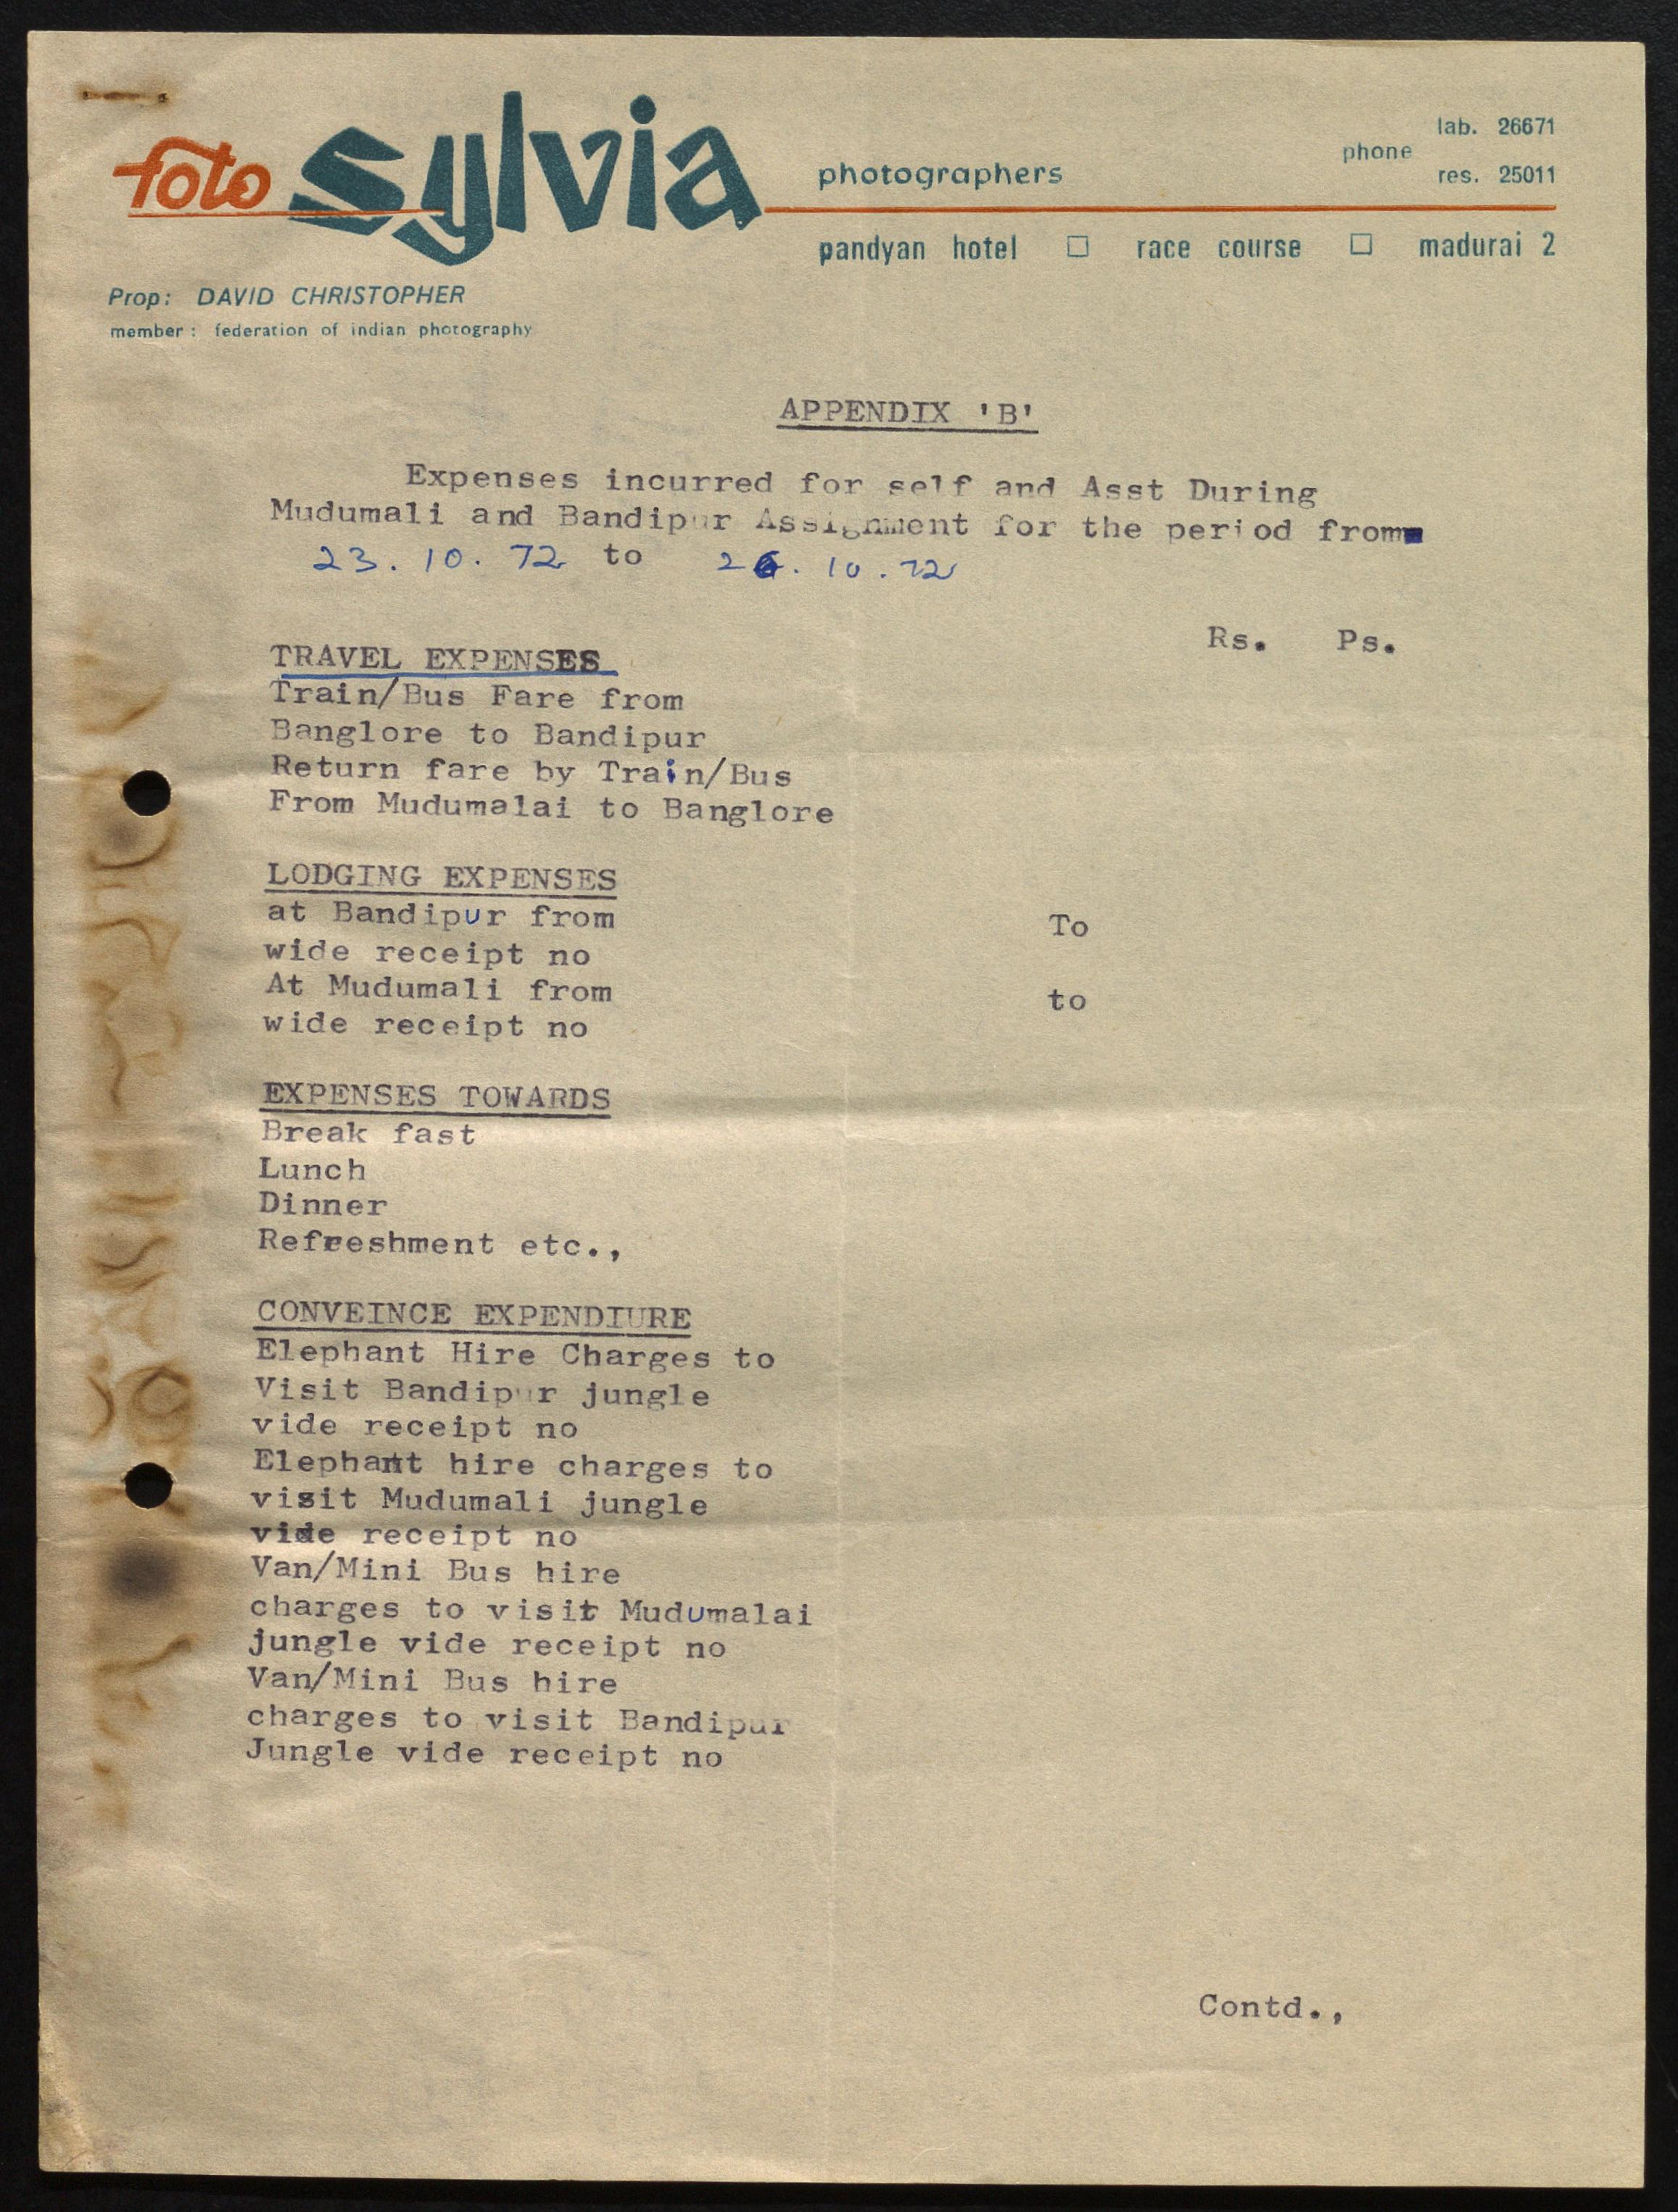 foto sylvia
photographers
phone lab. 26671
res. 25011
pandyan hotel □ race course □ madurai 2
Prop: DAVID CHRISTOPHER
member : federation of indian photography
APPENDIX 'B'
Expenses incurred for self and Asst During
Mudumali and Bandipur Assignment for the period from
23. 10. 72 to 26. 10. 72
Rs. Ps.
TRAVEL EXPENSES
Train/Bus Fare from
Banglore to Bandipur
Return fare by Train/Bus
From Mudumalai to Banglore
LODGING EXPENSES
at Bandipur from To
wide receipt no
At Mudumali from to
wide receipt no
EXPENSES TOWARDS
Break fast
Lunch
Dinner
Refreshment etc.,
CONVEINCE EXPENDIURE
Elephant Hire Charges to
Visit Bandipur jungle
vide receipt no
Elephant hire charges to
visit Mudumali jungle
vide receipt no
Van/Mini Bus hire
charges to visit Mudumalai
jungle vide receipt no
Van/Mini Bus hire
charges to visit Bandipur
Jungle vide receipt no
Contd.,